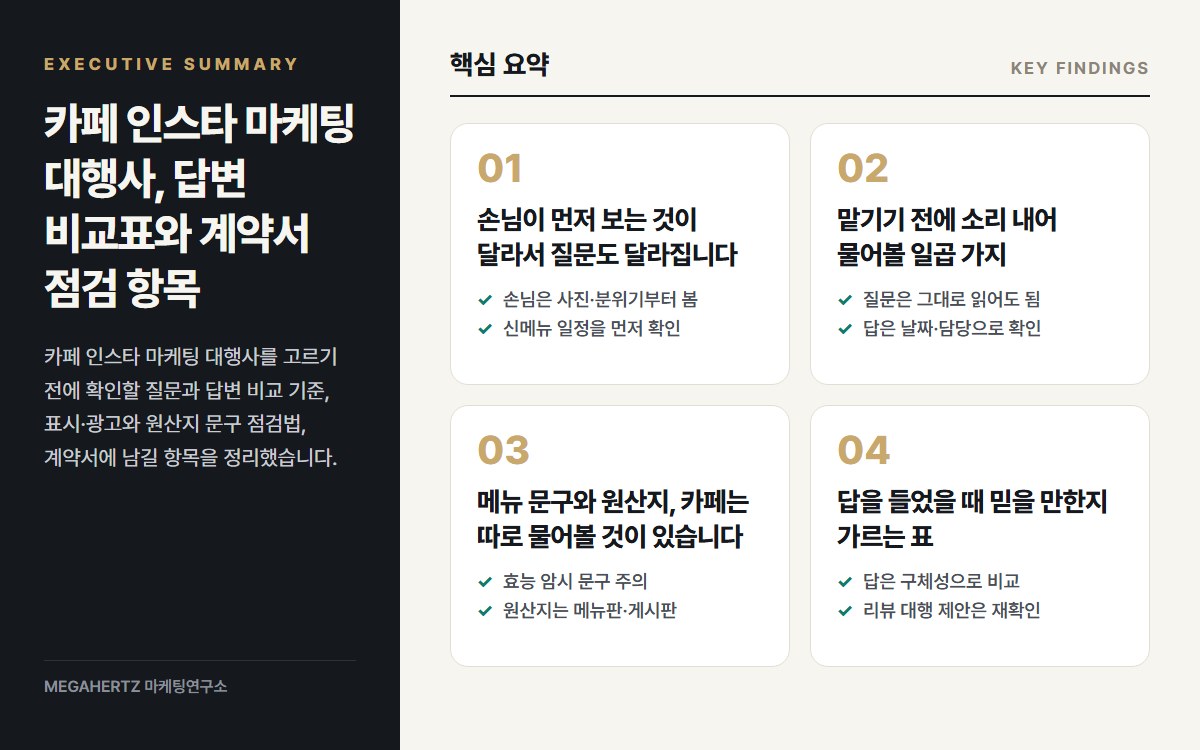 EXECUTIVE SUMMARY
카페 인스타 마케팅
대행사, 답변
비교표와 계약서
점검 항목
카페 인스타 마케팅 대행사를 고르기
전에 확인할 질문과 답변 비교 기준,
표시·광고와 원산지 문구 점검법,
계약서에 남길 항목을 정리했습니다.
MEGAHERTZ 마케팅연구소
핵심 요약
KEY FINDINGS
01
손님이 먼저 보는 것이
달라서 질문도 달라집니다
손님은 사진·분위기부터 봄
신메뉴 일정을 먼저 확인
02
맡기기 전에 소리 내어
물어볼 일곱 가지
질문은 그대로 읽어도 됨
답은 날짜·담당으로 확인
03
메뉴 문구와 원산지, 카페는
따로 물어볼 것이 있습니다
효능 암시 문구 주의
원산지는 메뉴판·게시판
04
답을 들었을 때 믿을 만한지
가르는 표
답은 구체성으로 비교
리뷰 대행 제안은 재확인